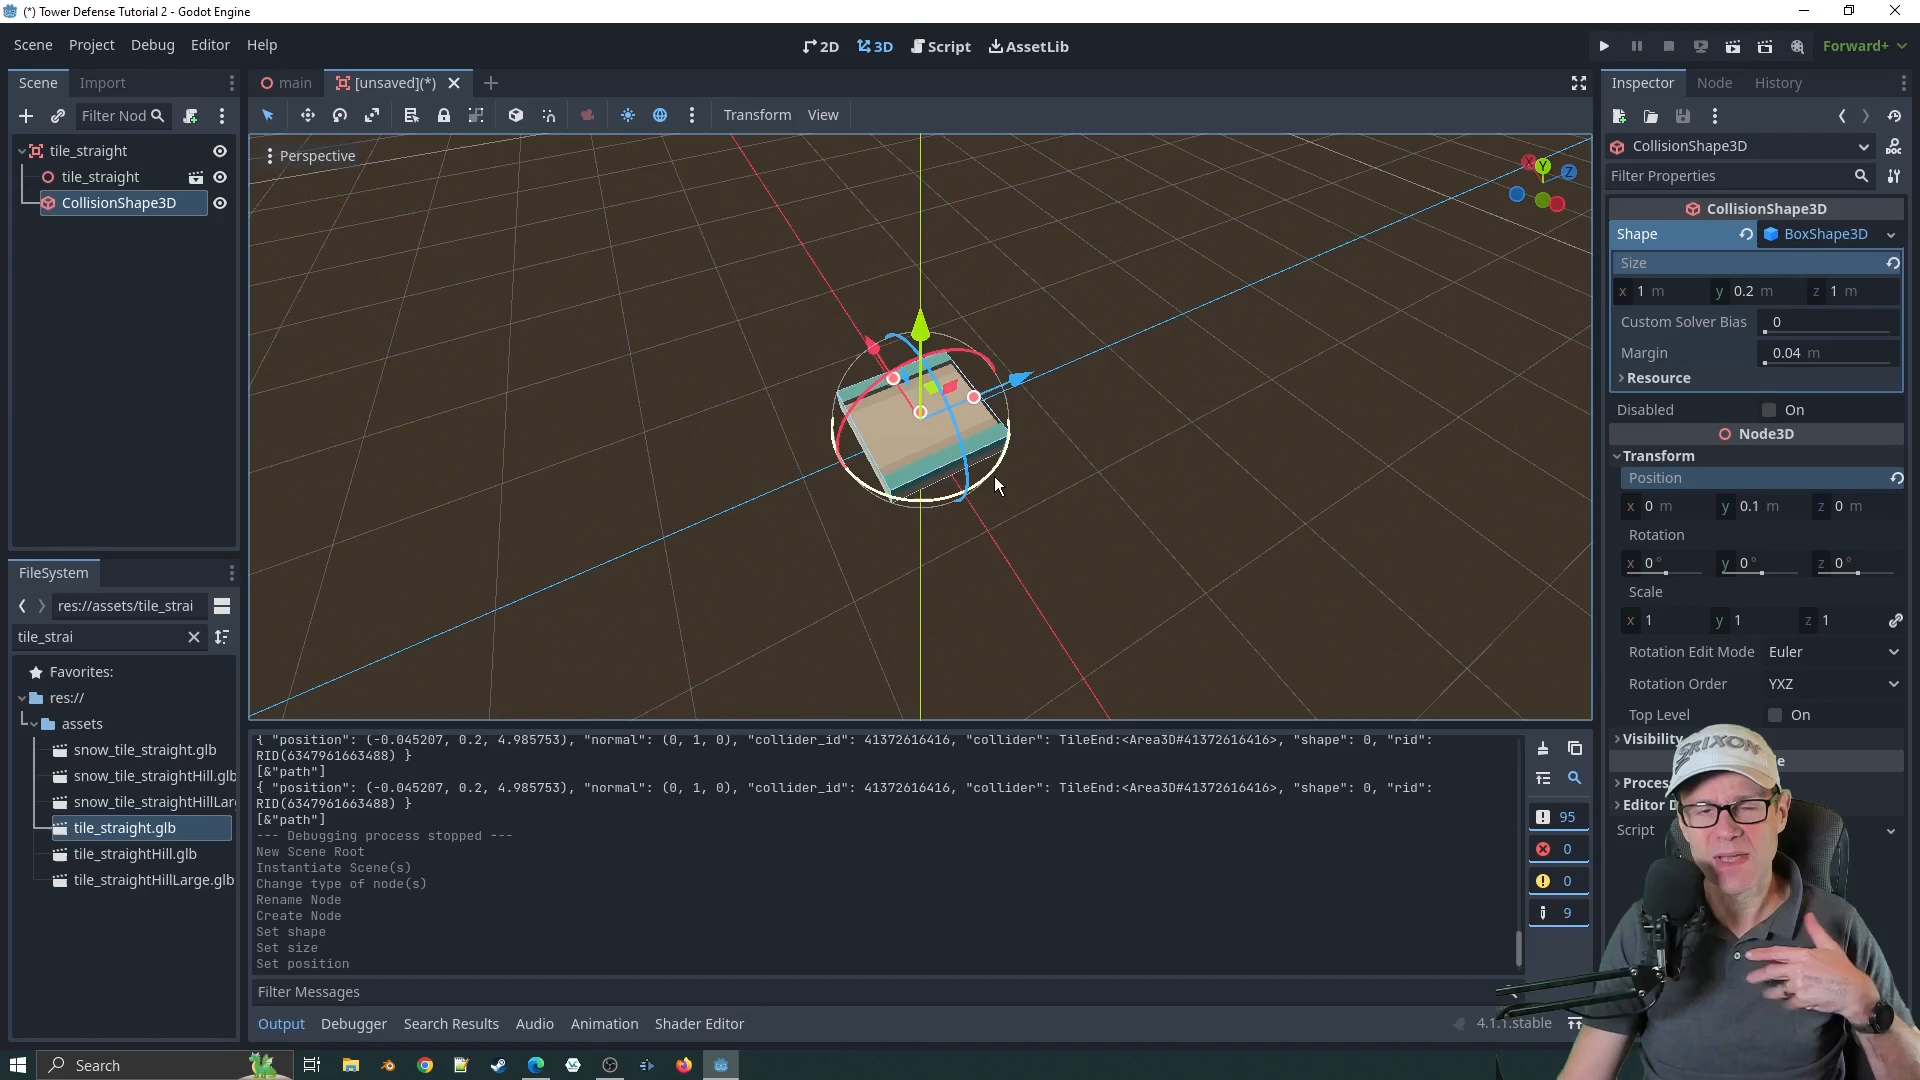 (*) Tower Defense Tutorial 2 - Godot Engine
Scene Project Debug Editor Help
2D 3D Script AssetLib
Forward+
Scene Import
main [unsaved](*)
Inspector Node History
Filter Nod
Transform View
tile_straight
tile_straight
CollisionShape3D
Perspective
X Y Z
CollisionShape3D
Filter Properties
CollisionShape3D
Shape BoxShape3D
Size
x 1 m y 0.2 m z 1 m
Custom Solver Bias 0
Margin 0.04 m
Resource
Disabled On
Node3D
Transform
Position
x 0 m y 0.1 m z 0 m
Rotation
x 0 ° y 0 ° z 0 °
Scale
x 1 y 1 z 1
Rotation Edit Mode Euler
Rotation Order YXZ
Top Level On
Visibility
Script
SRIXON
FileSystem
res://assets/tile_strai
tile_strai
Favorites:
res://
assets
snow_tile_straight.glb
snow_tile_straightHill.glb
tile_straight.glb
tile_straightHill.glb
tile_straightHillLarge.glb
{ "position": (-0.045207, 0.2, 4.985753), "normal": (0, 1, 0), "collider_id": 41372616416, "collider": TileEnd:<Area3D#41372616416>, "shape": 0, "rid":
RID(6347961663488) }
[&"path"]
{ "position": (-0.045207, 0.2, 4.985753), "normal": (0, 1, 0), "collider_id": 41372616416, "collider": TileEnd:<Area3D#41372616416>, "shape": 0, "rid":
RID(6347961663488) }
[&"path"]
--- Debugging process stopped ---
New Scene Root
Instantiate Scene(s)
Change type of node(s)
Rename Node
Create Node
Set shape
Set size
Set position
95
0
0
9
Filter Messages
Output Debugger Search Results Audio Animation Shader Editor
4.1.1.stable
Search